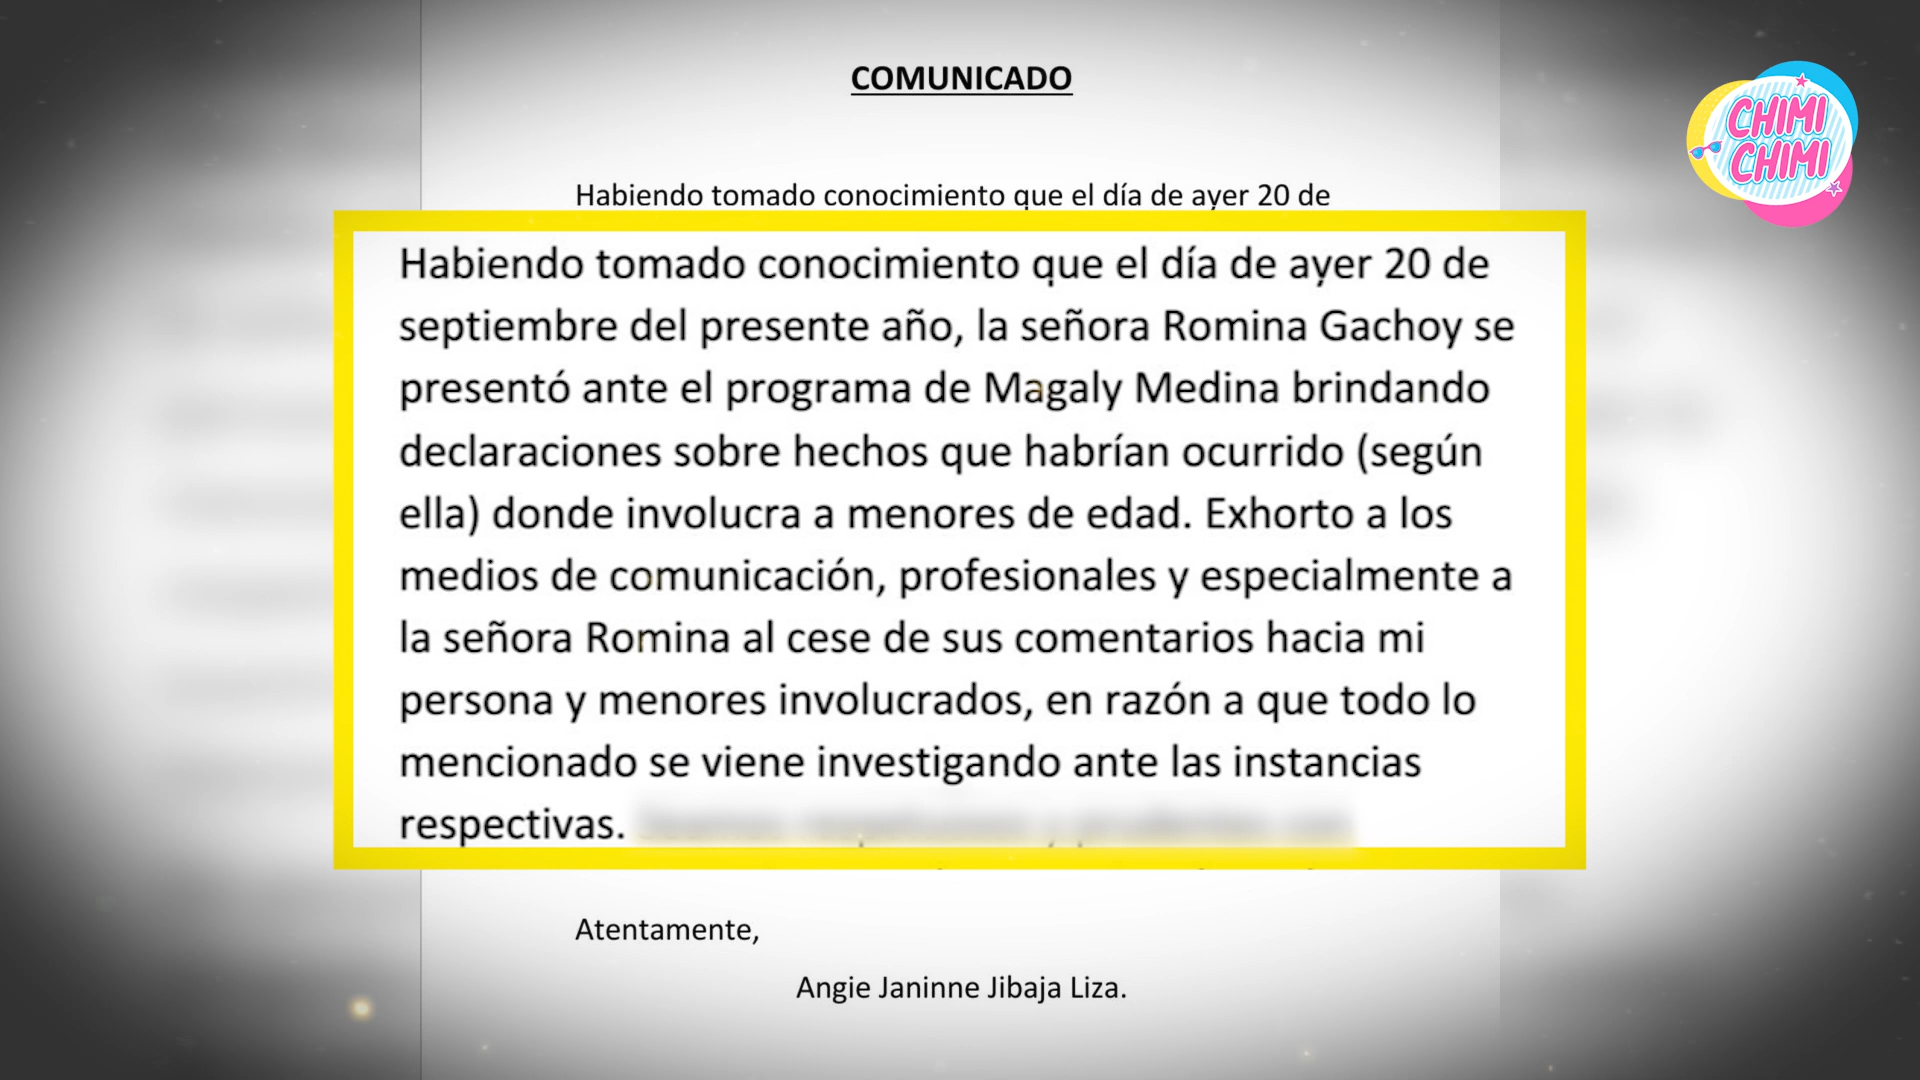 COMUNICADO
CHIMI
CHIMI
Habiendo tomado conocimiento que el día de ayer 20 de
Habiendo tomado conocimiento que el día de ayer 20 de
septiembre del presente año, la señora Romina Gachoy se
presentó ante el programa de Magaly Medina brindando
declaraciones sobre hechos que habrían ocurrido (según
ella) donde involucra a menores de edad. Exhorto a los
medios de comunicación, profesionales y especialmente a
la señora Romina al cese de sus comentarios hacia mi
persona y menores involucrados, en razón a que todo lo
mencionado se viene investigando ante las instancias
respectivas.
Atentamente,
Angie Janinne Jibaja Liza.